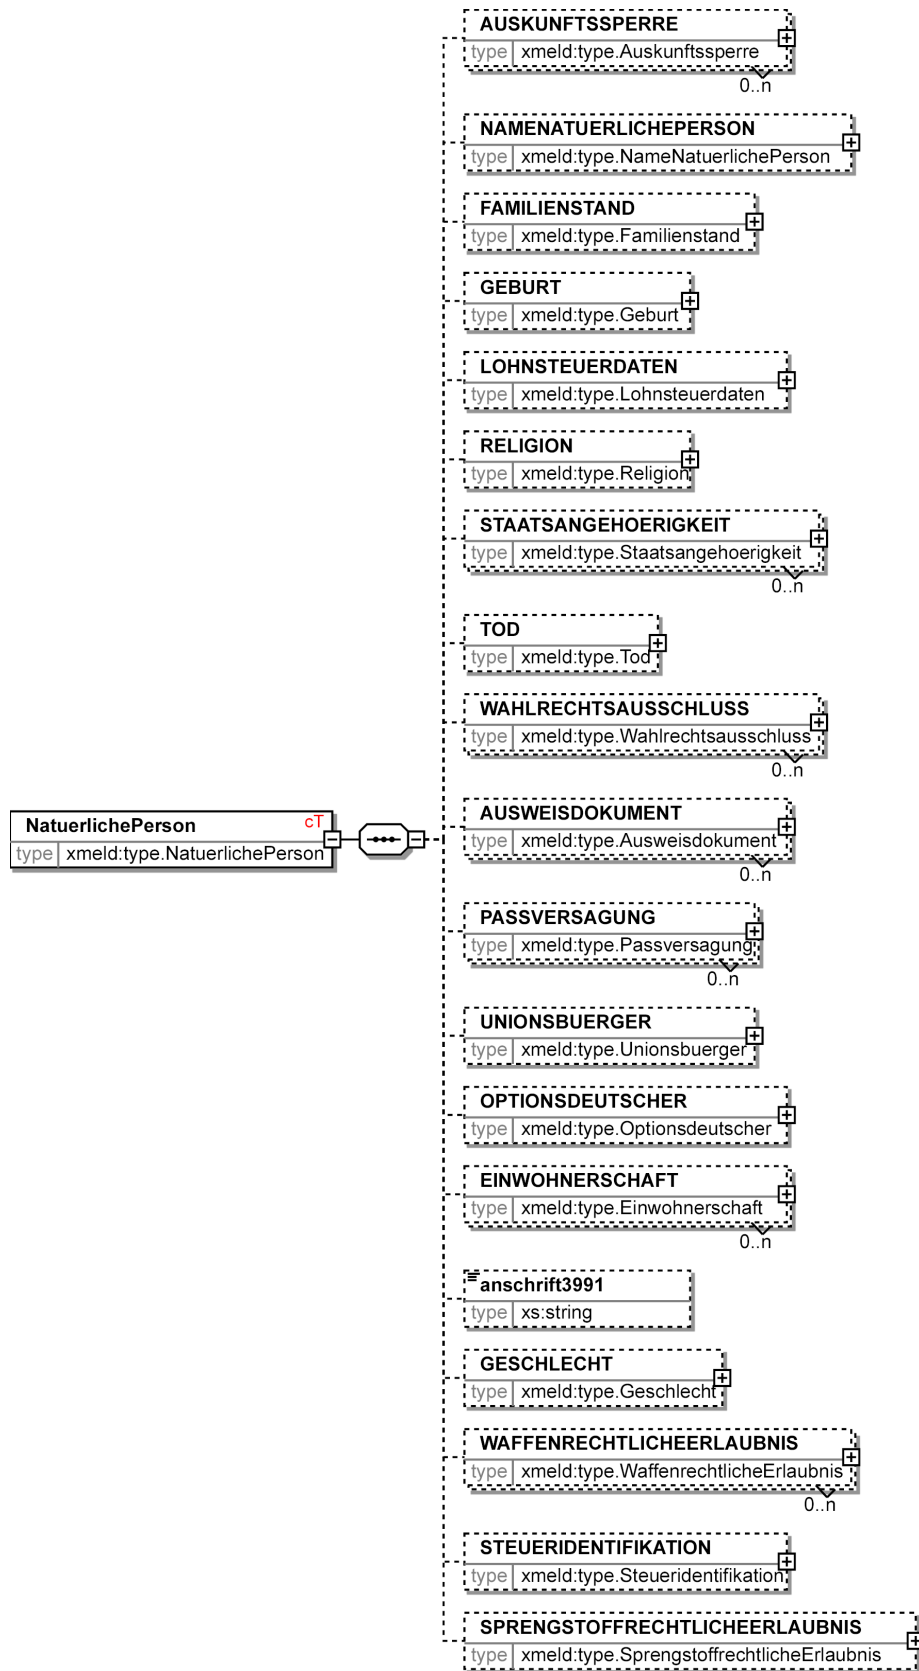 AUSKUNFTSSPERRE
type xmeld:type.Auskunftssperre
0..n
NAMENATUERLICHEPERSON
type xmeld:type.NameNatuerlichePerson
FAMILIENSTAND
type xmeld:type.Familienstand
GEBURT
type xmeld:type.Geburt
LOHNSTEUERDATEN
type xmeld:type.Lohnsteuerdaten
RELIGION
type xmeld:type.Religion
STAATSANGEHOERIGKEIT
type xmeld:type.Staatsangehoerigkeit
0..n
TOD
type xmeld:type.Tod
WAHLRECHTSAUSSCHLUSS
type xmeld:type.Wahlrechtsausschluss
0..n
NatuerlichePerson cT
type xmeld:type.NatuerlichePerson
AUSWEISDOKUMENT
type xmeld:type.Ausweisdokument
0..n
PASSVERSAGUNG
type xmeld:type.Passversagung
0..n
UNIONSBUERGER
type xmeld:type.Unionsbuerger
OPTIONSDEUTSCHER
type xmeld:type.Optionsdeutscher
EINWOHNERSCHAFT
type xmeld:type.Einwohnerschaft
0..n
anschrift3991
type xs:string
GESCHLECHT
type xmeld:type.Geschlecht
WAFFENRECHTLICHEERLAUBNIS
type xmeld:type.WaffenrechtlicheErlaubnis
0..n
STEUERIDENTIFIKATION
type xmeld:type.Steueridentifikation
SPRENGSTOFFRECHTLICHEERLAUBNIS
type xmeld:type.SprengstoffrechtlicheErlaubnis